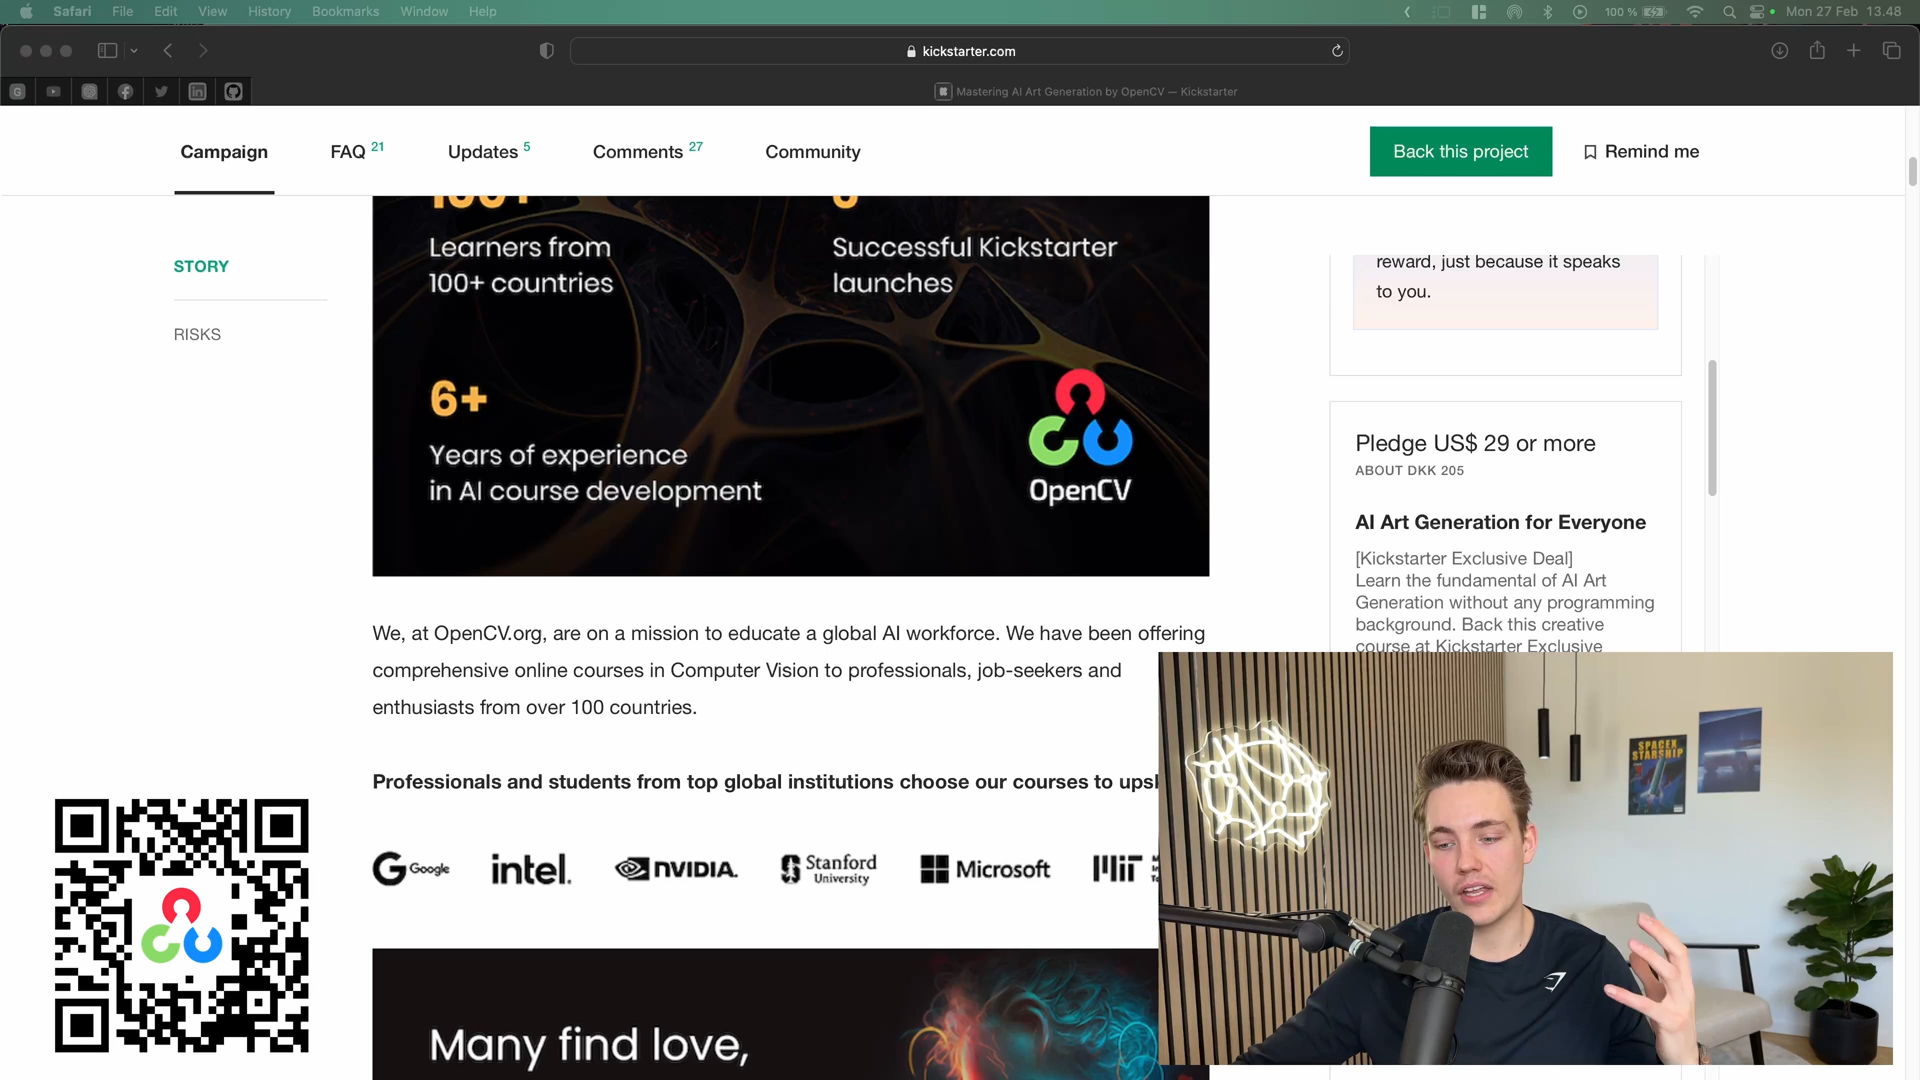 Safari File Edit View History Bookmarks Window Help 100 % Mon 27 Feb 13.48
kickstarter.com
Mastering AI Art Generation by OpenCV — Kickstarter
Campaign FAQ 21 Updates 5 Comments 27 Community Back this project Remind me
STORY
RISKS
Learners from
100+ countries
Successful Kickstarter
launches
6+
Years of experience
in AI course development
OpenCV
We, at OpenCV.org, are on a mission to educate a global AI workforce. We have been offering
comprehensive online courses in Computer Vision to professionals, job-seekers and
enthusiasts from over 100 countries.
Professionals and students from top global institutions choose our courses to
Google intel. NVIDIA. Stanford University Microsoft MIT
Many find love,
reward, just because it speaks
to you.
Pledge US$ 29 or more
ABOUT DKK 205
AI Art Generation for Everyone
[Kickstarter Exclusive Deal]
Learn the fundamental of AI Art
Generation without any programming
background. Back this creative
course at Kickstarter Exclusive
SPACEX
STARSHIP